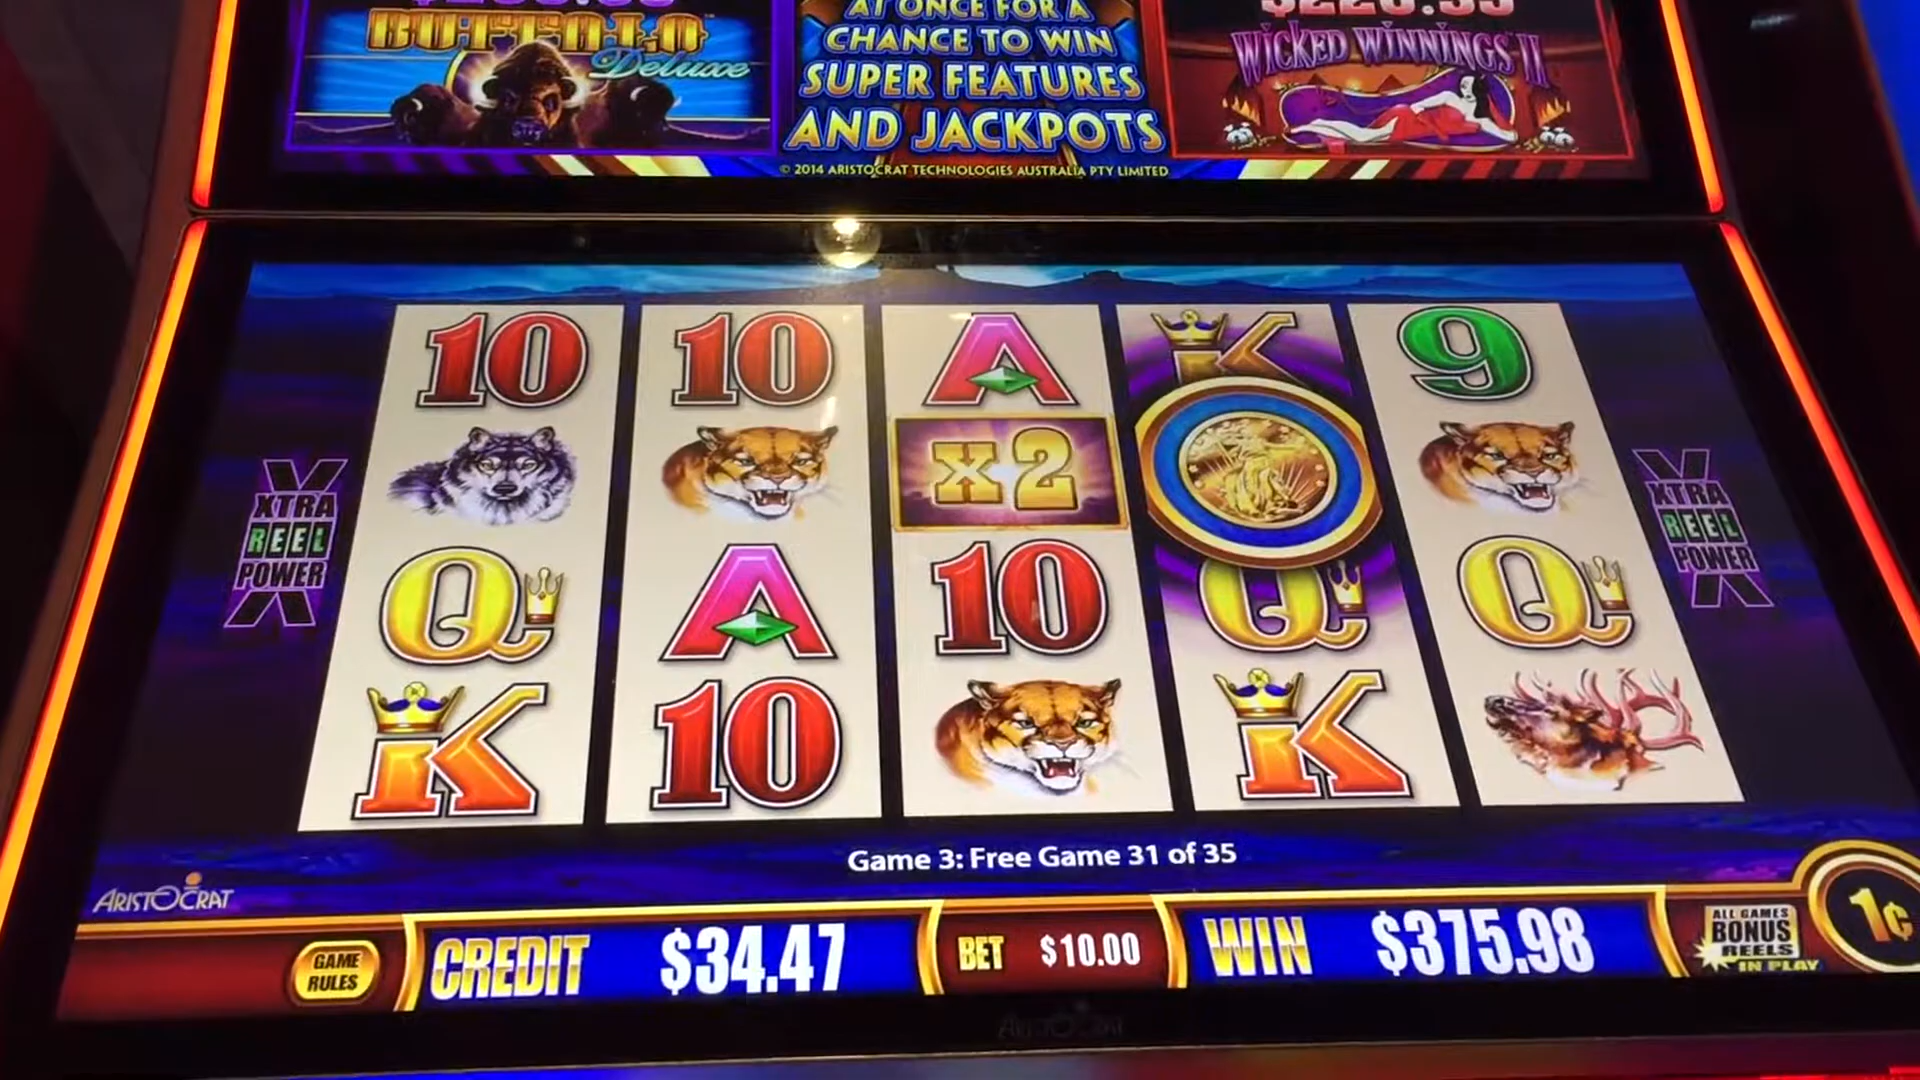 BUFFALO
Deluxe
AT ONCE FOR A
CHANCE TO WIN
SUPER FEATURES
AND JACKPOTS
WICKED WINNINGS II
© 2014 ARISTOCRAT TECHNOLOGIES AUSTRALIA PTY LIMITED
10 10 A K 9
X2
XTRA
REEL
POWER
XTRA
REEL
POWER
Q A 10 Q Q
K 10 K
Game 3: Free Game 31 of 35
ARISTOCRAT
GAME
RULES
CREDIT $34.47
BET $10.00
WIN $375.98
ALL GAMES
BONUS
REELS
IN PLAY
1¢
ARISTOCRAT